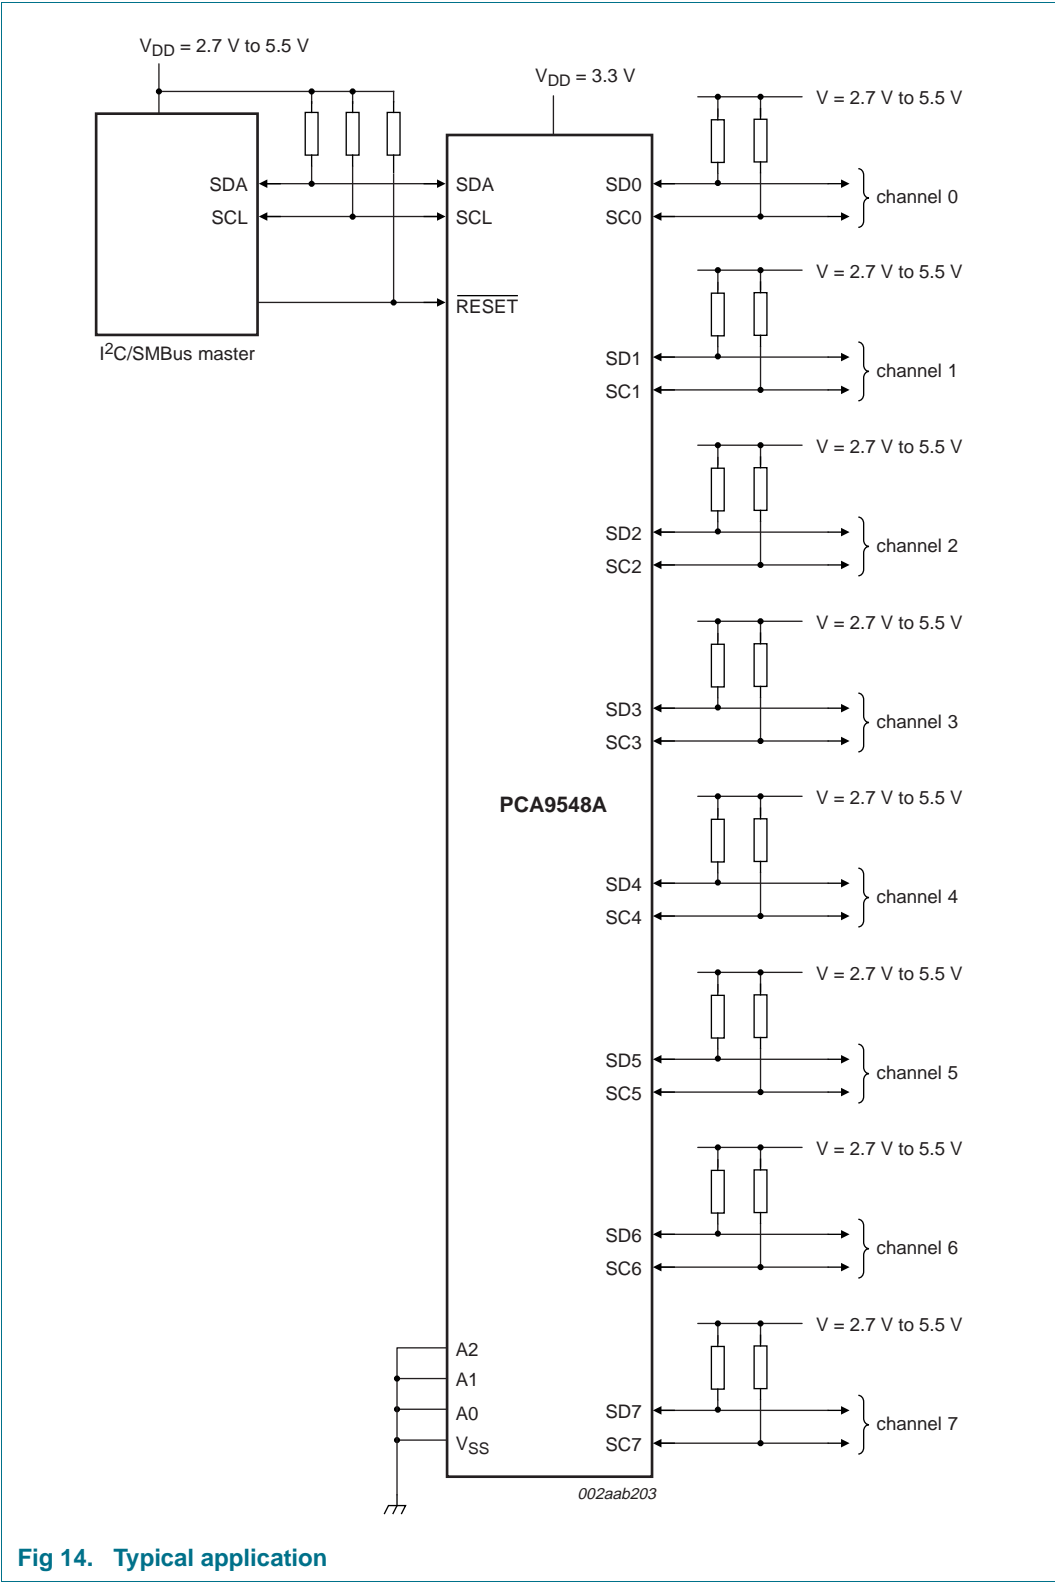 VDD = 2.7 V to 5.5 V
VDD = 3.3 V
V = 2.7 V to 5.5 V
SDA
SCL
I2C/SMBus master
SDA
SCL
RESET
SD0
SC0
channel 0
V = 2.7 V to 5.5 V
SD1
SC1
channel 1
V = 2.7 V to 5.5 V
SD2
SC2
channel 2
V = 2.7 V to 5.5 V
SD3
SC3
channel 3
PCA9548A
V = 2.7 V to 5.5 V
SD4
SC4
channel 4
V = 2.7 V to 5.5 V
SD5
SC5
channel 5
V = 2.7 V to 5.5 V
SD6
SC6
channel 6
V = 2.7 V to 5.5 V
A2
A1
A0
VSS
SD7
SC7
channel 7
002aab203
Fig 14. Typical application